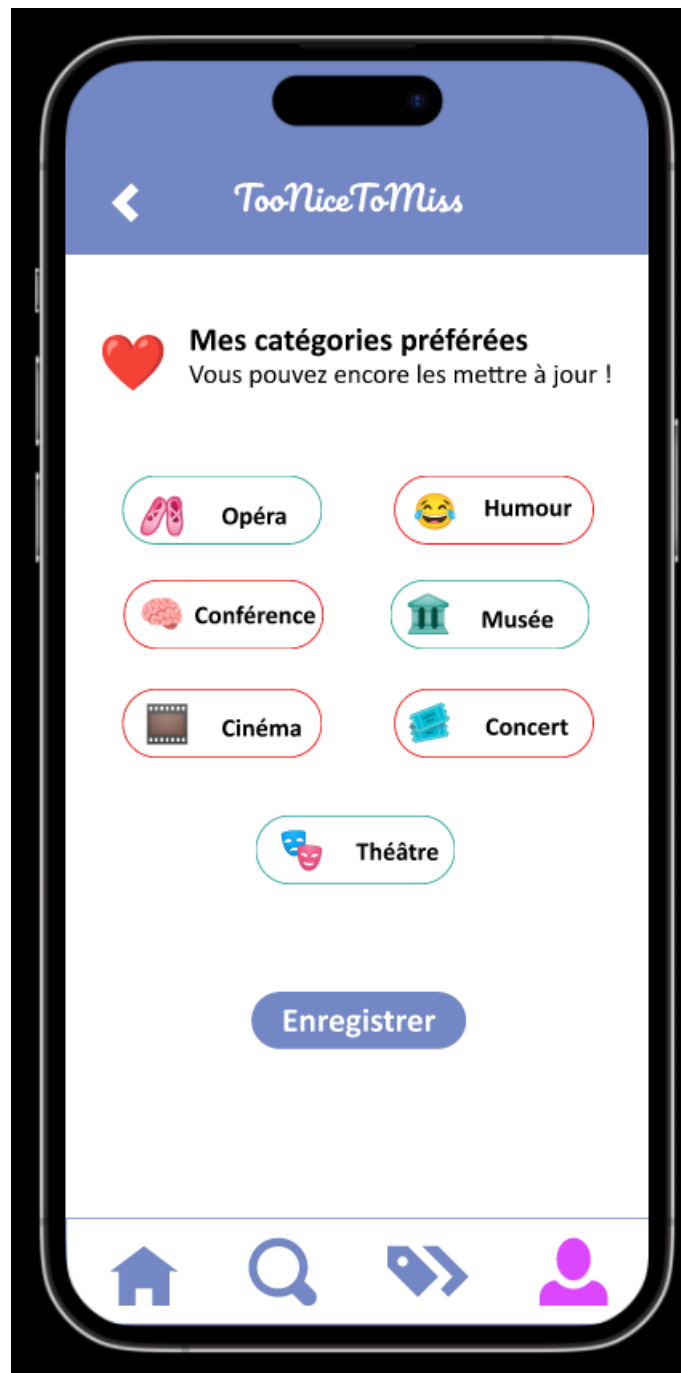 TooNiceToMiss
Mes catégories préférées
Vous pouvez encore les mettre à jour !
Opéra
Humour
Conférence
Musée
Cinéma
Concert
Théâtre
Enregistrer